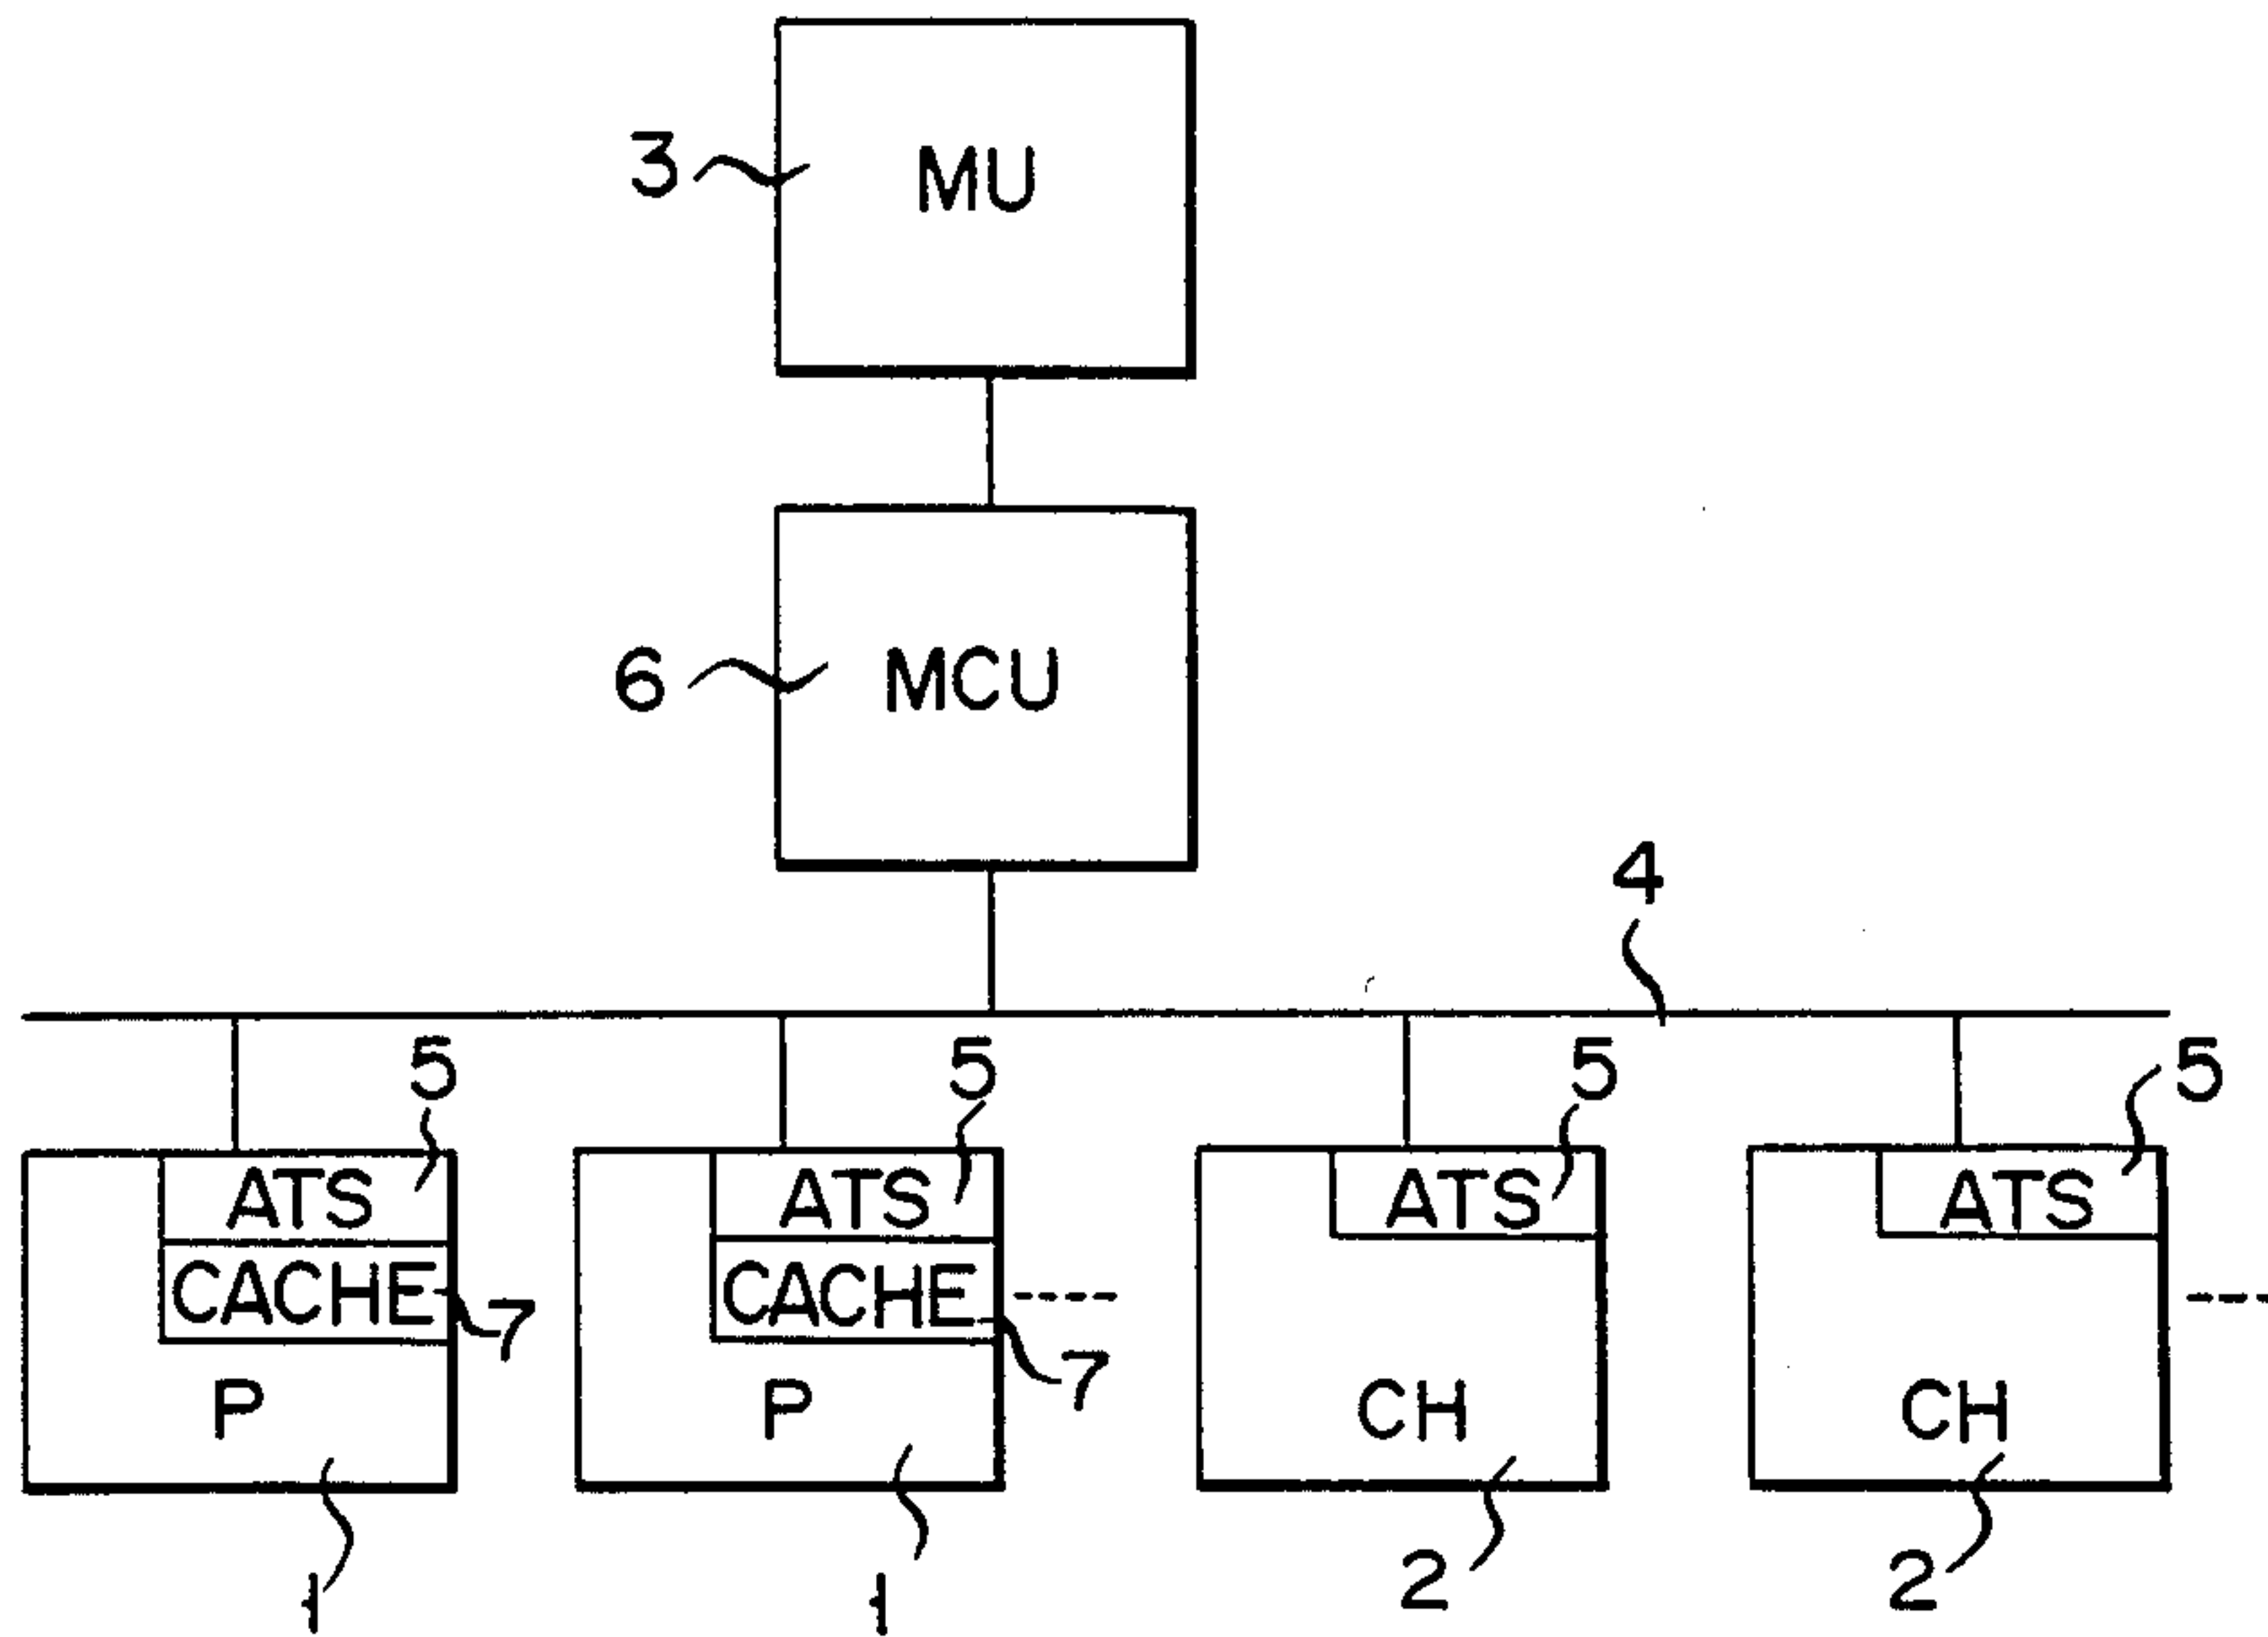 3 MU
6 MCU
4
5 5 5 5
ATS ATS ATS ATS
CACHE CACHE
7 7
P P CH CH
1 1 2 2